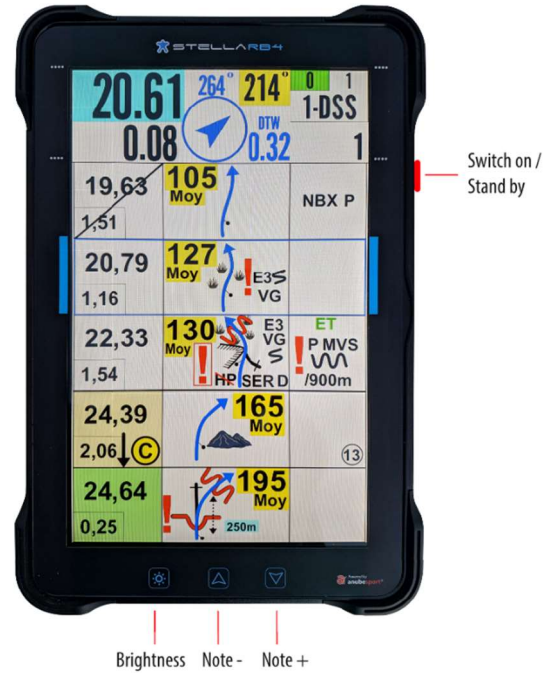 STELLARB4
20.61
264° 214° 0 1
1-DSS
0.08
DTW
0.32
1
19,63
1,51
105
Moy
NBX P
20,79
1,16
127
Moy
! E3
VG
22,33
1,54
130
Moy
!
E3
VG
HP SER D
ET
! P MVS
/900m
24,39
2,06
C
165
Moy
13
24,64
0,25
!
195
Moy
250m
Powered by
anubesport
Switch on /
Stand by
Brightness
Note -
Note +